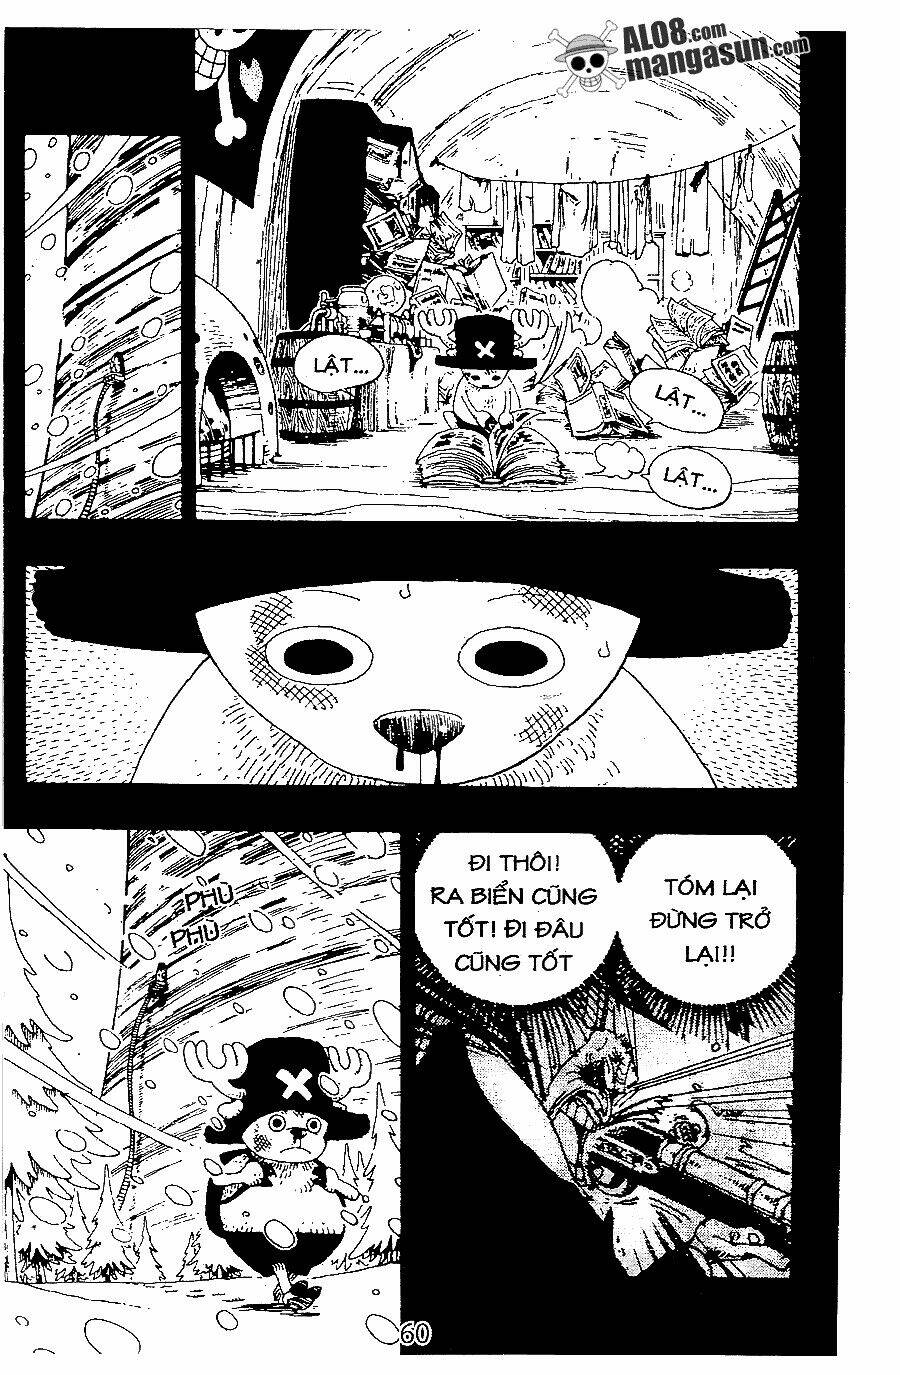 ALO8.com
mangasun.com
LẬT...
LẬT...
LẬT...
ĐI THÔI!
RA BIỂN CŨNG
TỐT! ĐI ĐÂU
CŨNG TỐT
TÓM LẠI
ĐỪNG TRỞ
LẠI!!
PHÙ
PHÙ
60